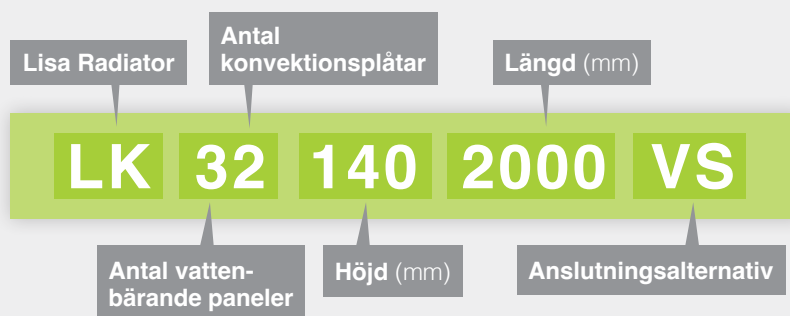 Lisa Radiator
Antal
konvektionsplåtar
Längd (mm)
LK 32 140 2000 VS
Antal vatten-
bärande paneler
Höjd (mm)
Anslutningsalternativ